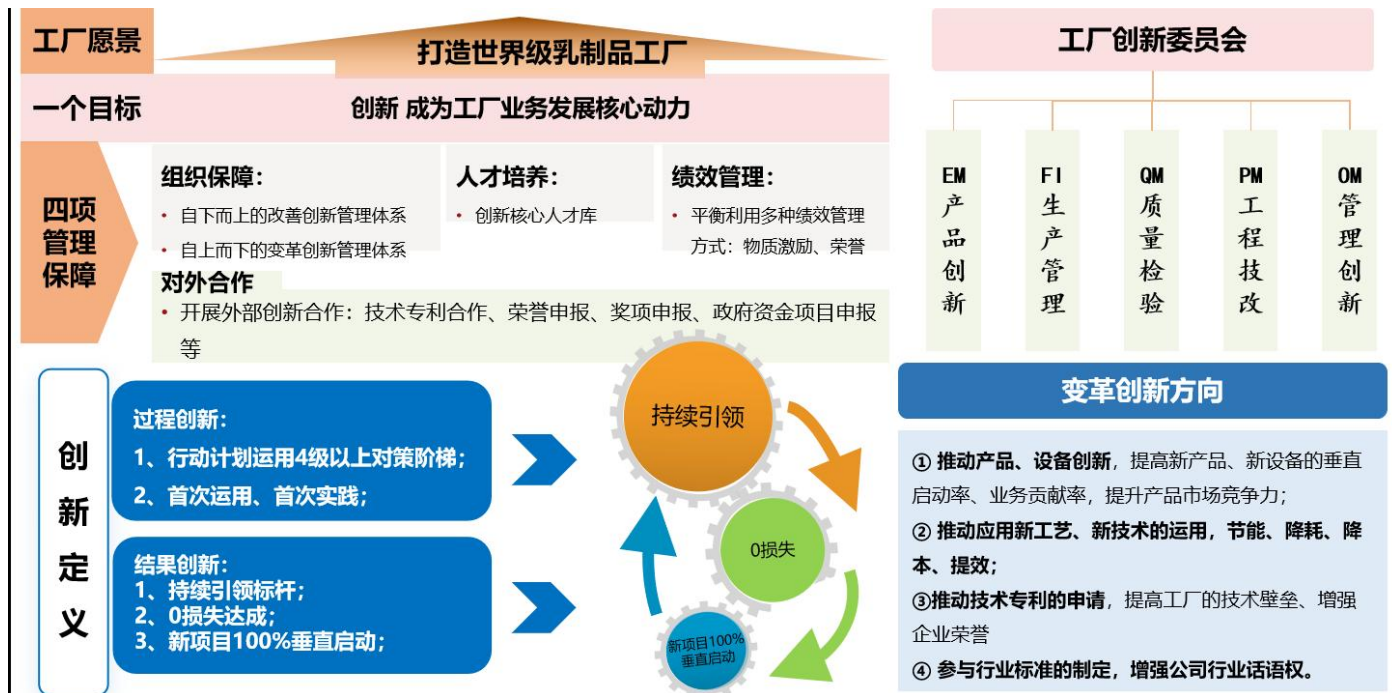 工厂愿景
打造世界级乳制品工厂
一个目标
创新 成为工厂业务发展核心动力
四项
管理
保障
组织保障：
• 自下而上的改善创新管理体系
• 自上而下的变革创新管理体系
人才培养：
• 创新核心人才库
绩效管理：
• 平衡利用多种绩效管理
方式：物质激励、荣誉
对外合作
• 开展外部创新合作：技术专利合作、荣誉申报、奖项申报、政府资金项目申报
等
创新定义
过程创新：
1、行动计划运用4级以上对策阶梯；
2、首次运用、首次实践；
结果创新：
1、持续引领标杆；
2、0损失达成；
3、新项目100%垂直启动；
持续引领
0损失
新项目100%
垂直启动
工厂创新委员会
EM产品创新
FI生产管理
QM质量检验
PM工程技改
OM管理创新
变革创新方向
① 推动产品、设备创新，提高新产品、新设备的垂直
启动率、业务贡献率，提升产品市场竞争力；
② 推动应用新工艺、新技术的运用，节能、降耗、降
本、提效；
③推动技术专利的申请，提高工厂的技术壁垒、增强
企业荣誉
④ 参与行业标准的制定，增强公司行业话语权。